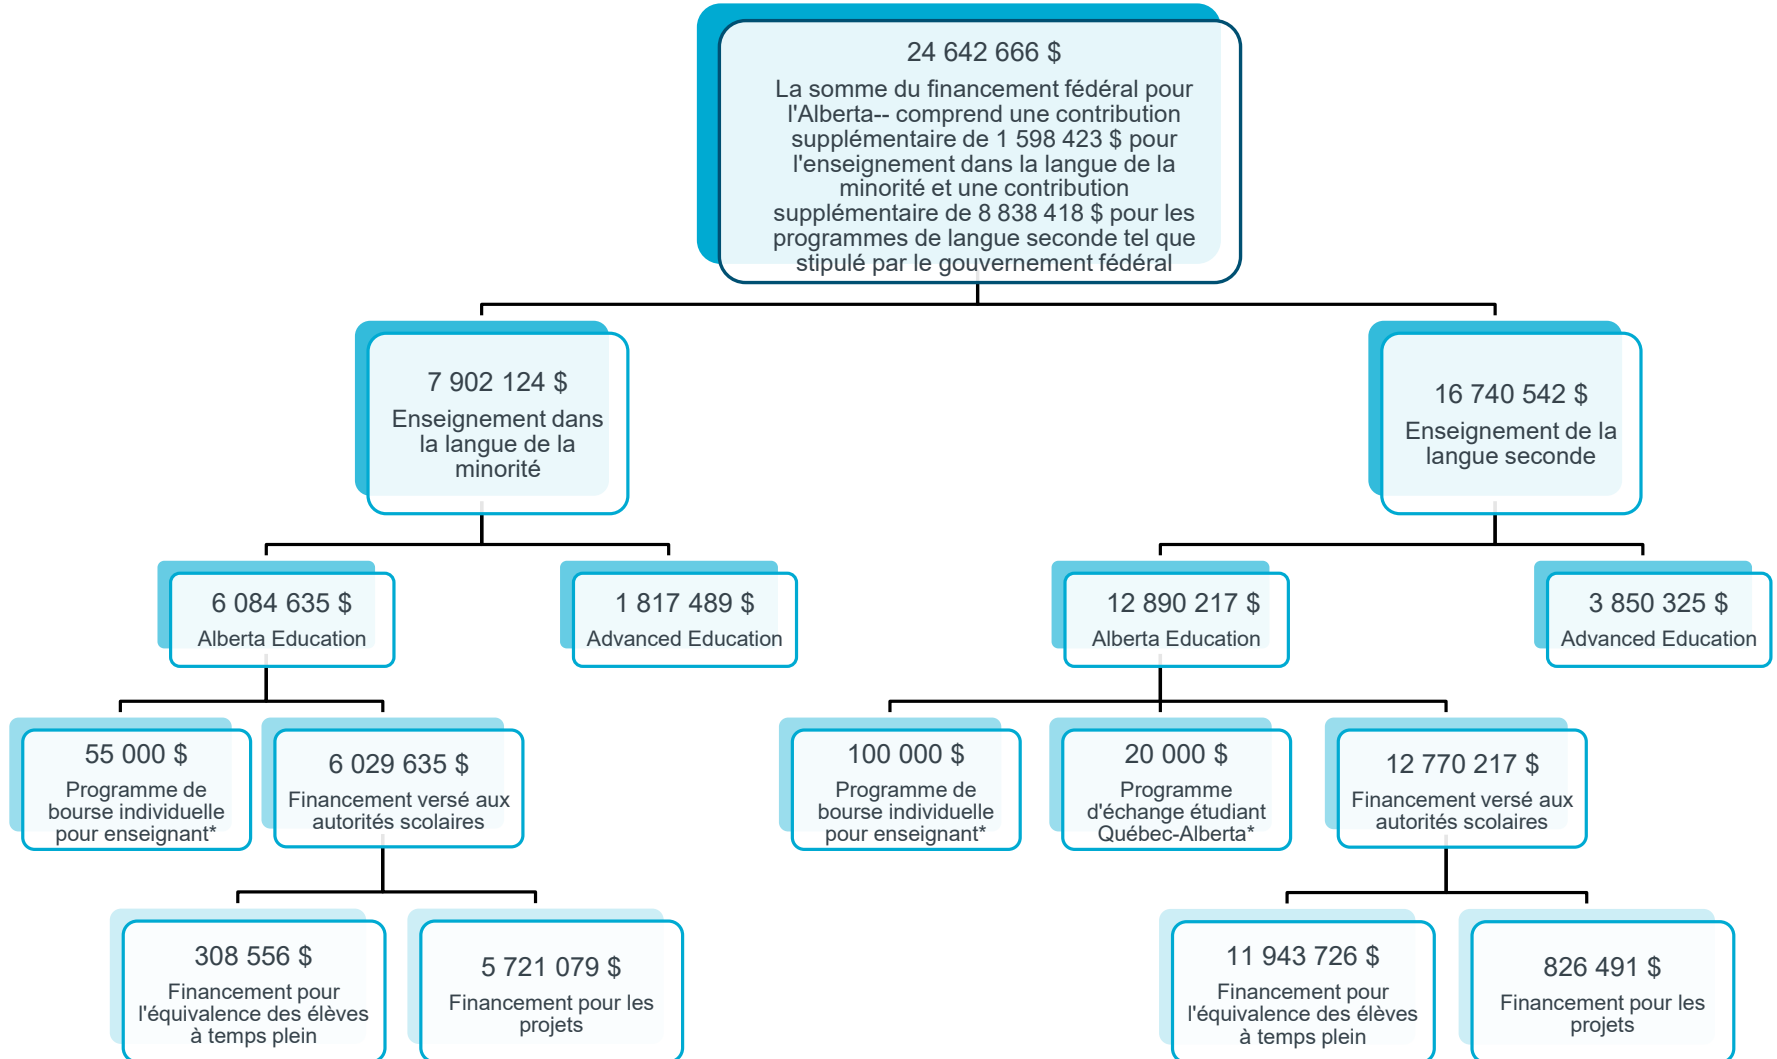 24 642 666 $
La somme du financement fédéral pour
l'Alberta-- comprend une contribution
supplémentaire de 1 598 423 $ pour
l'enseignement dans la langue de la
minorité et une contribution
supplémentaire de 8 838 418 $ pour les
programmes de langue seconde tel que
stipulé par le gouvernement fédéral
7 902 124 $
Enseignement dans
la langue de la
minorité
16 740 542 $
Enseignement de la
langue seconde
6 084 635 $
Alberta Education
1 817 489 $
Advanced Education
12 890 217 $
Alberta Education
3 850 325 $
Advanced Education
55 000 $
Programme de
bourse individuelle
pour enseignant*
6 029 635 $
Financement versé aux
autorités scolaires
100 000 $
Programme de
bourse individuelle
pour enseignant*
20 000 $
Programme
d'échange étudiant
Québec-Alberta*
12 770 217 $
Financement versé aux
autorités scolaires
308 556 $
Financement pour
l'équivalence des élèves
à temps plein
5 721 079 $
Financement pour les
projets
11 943 726 $
Financement pour
l'équivalence des élèves
à temps plein
826 491 $
Financement pour les
projets